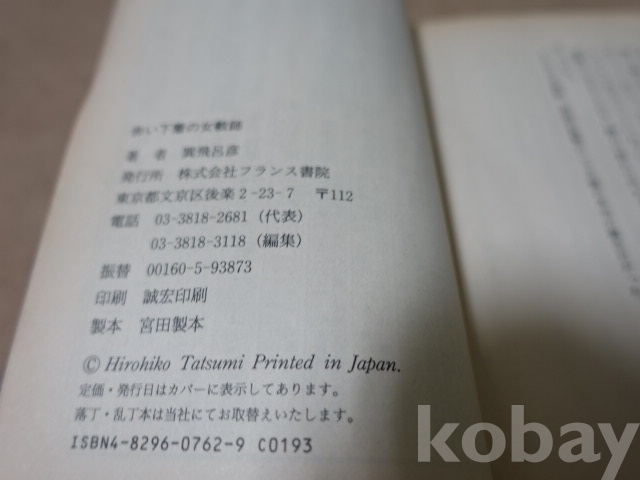 赤い下着の女教師
著者 巽飛呂彦
発行所 株式会社フランス書院
東京都文京区後楽2-23-7 〒112
電話 03-3818-2681（代表）
03-3818-3118（編集）
振替 00160-5-93873
印刷 誠宏印刷
製本 宮田製本
© Hirohiko Tatsumi Printed in Japan.
定価・発行日はカバーに表示してあります。
落丁・乱丁本は当社にてお取替えいたします。
ISBN4-8296-0762-9 C0193
kobay